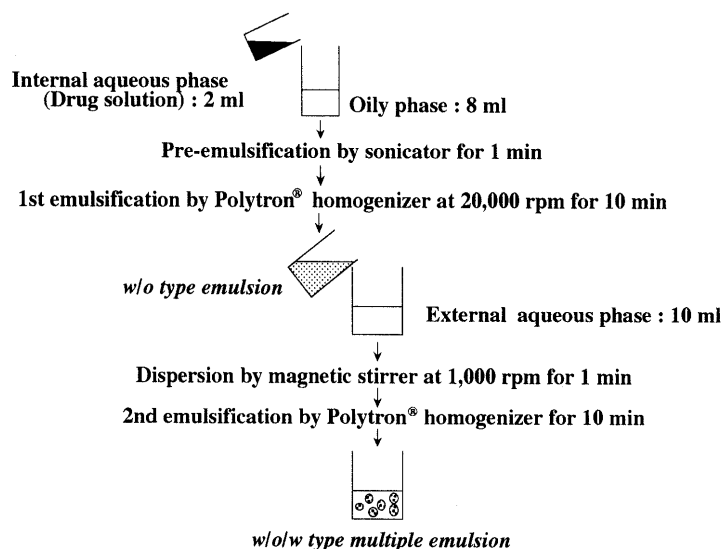 Internal aqueous phase
(Drug solution) : 2 ml
Oily phase : 8 ml
Pre-emulsification by sonicator for 1 min
1st emulsification by Polytron® homogenizer at 20,000 rpm for 10 min
w/o type emulsion
External aqueous phase : 10 ml
Dispersion by magnetic stirrer at 1,000 rpm for 1 min
2nd emulsification by Polytron® homogenizer for 10 min
w/o/w type multiple emulsion